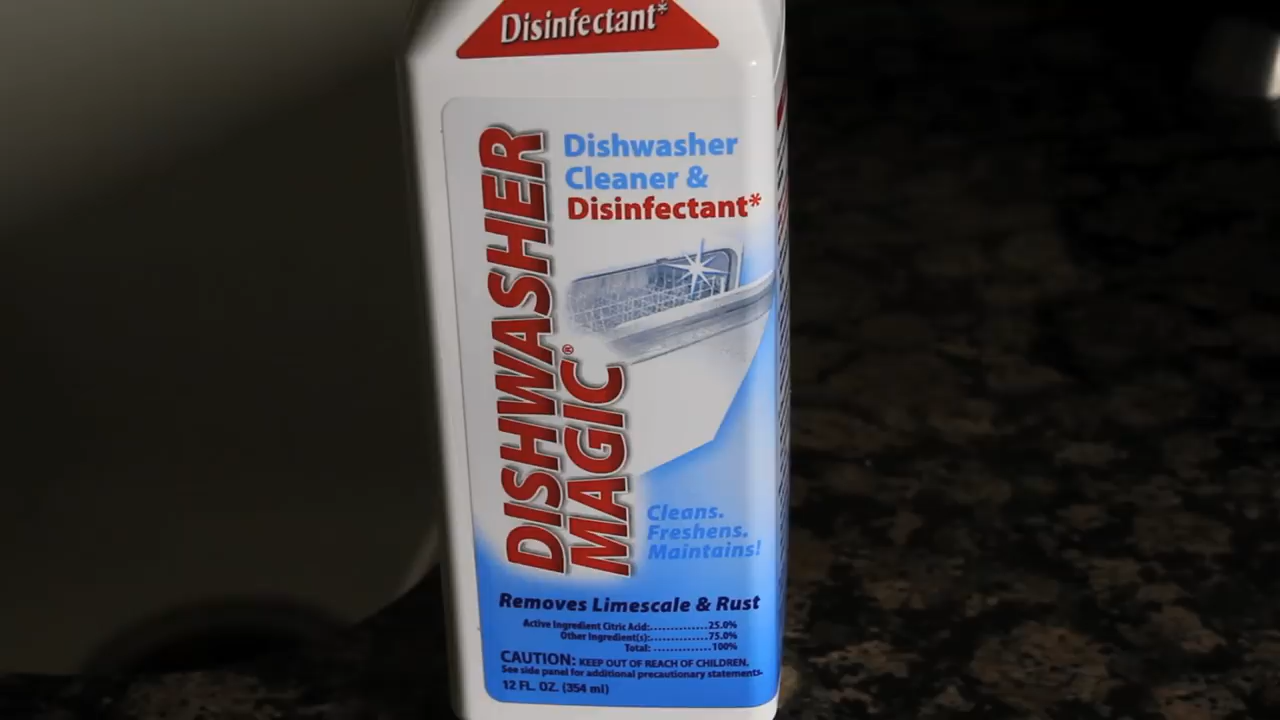 Disinfectant*
DISHWASHER
MAGIC®
Dishwasher
Cleaner &
Disinfectant*
Cleans.
Freshens.
Maintains!
Removes Limescale & Rust
Active Ingredient Citric Acid:..............25.0%
Other Ingredient(s):...............75.0%
Total: ..............100%
CAUTION: KEEP OUT OF REACH OF CHILDREN.
See side panel for additional precautionary statements.
12 FL. OZ. (354 ml)